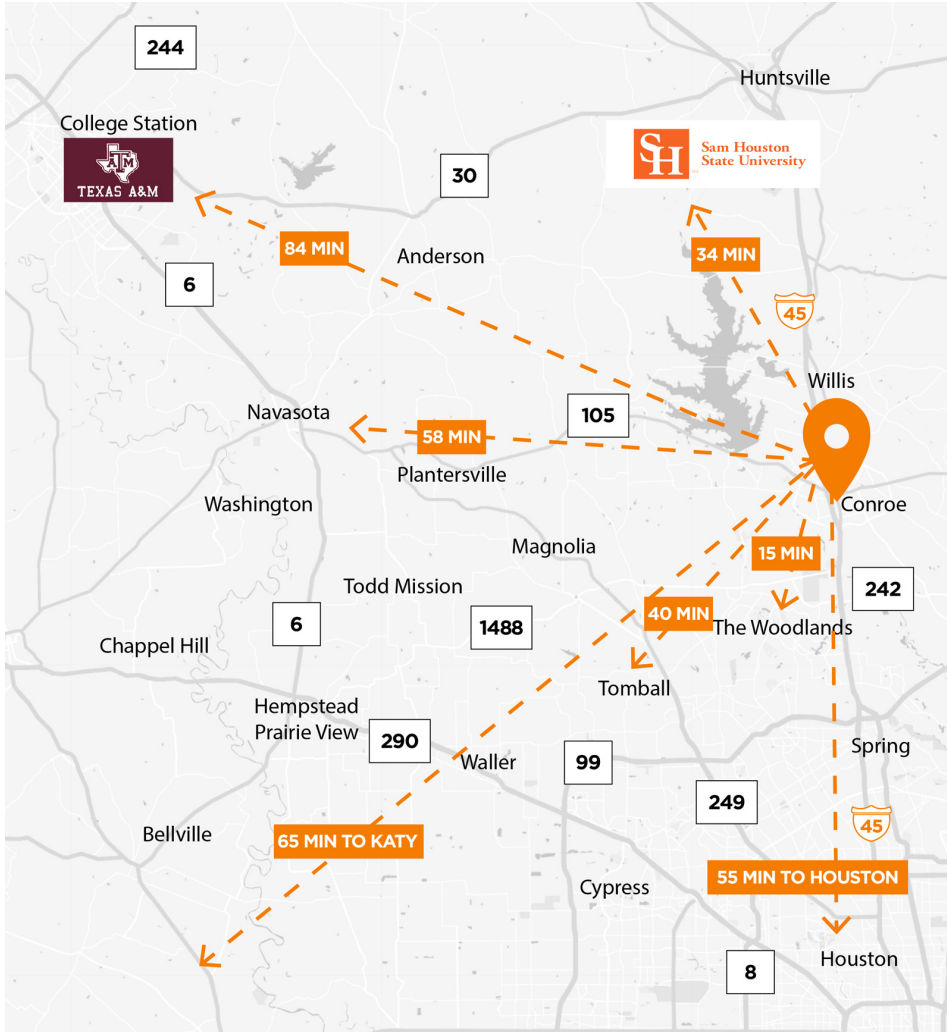 244
Huntsville
College Station
ATM
TEXAS A&M
SH
Sam Houston
State University
30
84 MIN
Anderson
34 MIN
6
45
Willis
Navasota
105
58 MIN
Plantersville
Washington
Conroe
Magnolia
15 MIN
Todd Mission
242
40 MIN
6
1488
The Woodlands
Chappel Hill
Tomball
Hempstead
Prairie View
290
Waller
99
Spring
249
45
Bellville
65 MIN TO KATY
55 MIN TO HOUSTON
Cypress
Houston
8